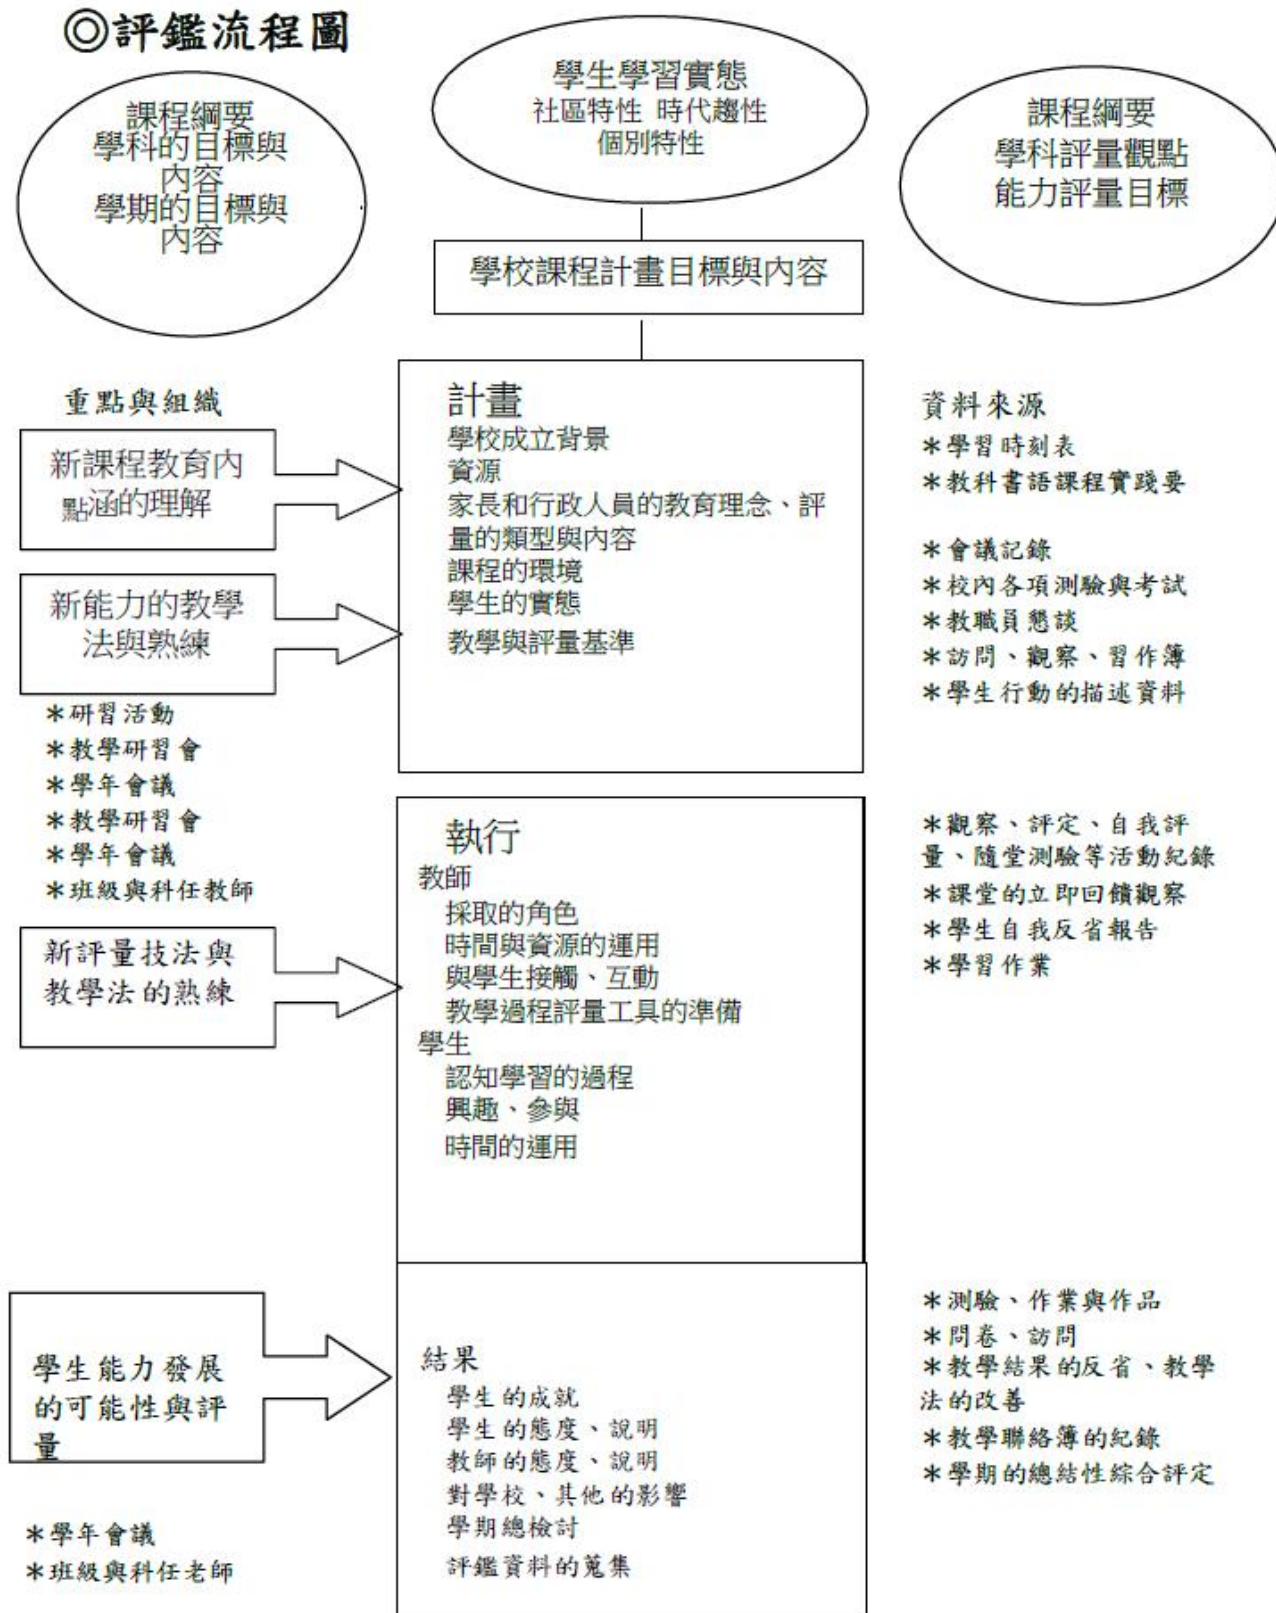 ◎評鑑流程圖
課程綱要
學科的目標與
內容
學期的目標與
內容
學生學習實態
社區特性 時代趨性
個別特性
課程綱要
學科評量觀點
能力評量目標
學校課程計畫目標與內容
重點與組織
新課程教育內
點涵的理解
新能力的教學
法與熟練
＊研習活動
＊教學研習會
＊學年會議
＊教學研習會
＊學年會議
＊班級與科任教師
新評量技法與
教學法的熟練
學生能力發展
的可能性與評
量
＊學年會議
＊班級與科任老師
計畫
學校成立背景
資源
家長和行政人員的教育理念、評
量的類型與內容
課程的環境
學生的實態
教學與評量基準
執行
教師
採取的角色
時間與資源的運用
與學生接觸、互動
教學過程評量工具的準備
學生
認知學習的過程
興趣、參與
時間的運用
結果
學生的成就
學生的態度、說明
教師的態度、說明
對學校、其他的影響
學期總檢討
評鑑資料的蒐集
資料來源
＊學習時刻表
＊教科書語課程實踐要
＊會議記錄
＊校內各項測驗與考試
＊教職員懇談
＊訪問、觀察、習作簿
＊學生行動的描述資料
＊觀察、評定、自我評
量、隨堂測驗等活動紀錄
＊課堂的立即回饋觀察
＊學生自我反省報告
＊學習作業
＊測驗、作業與作品
＊問卷、訪問
＊教學結果的反省、教學
法的改善
＊教學聯絡簿的紀錄
＊學期的總結性綜合評定